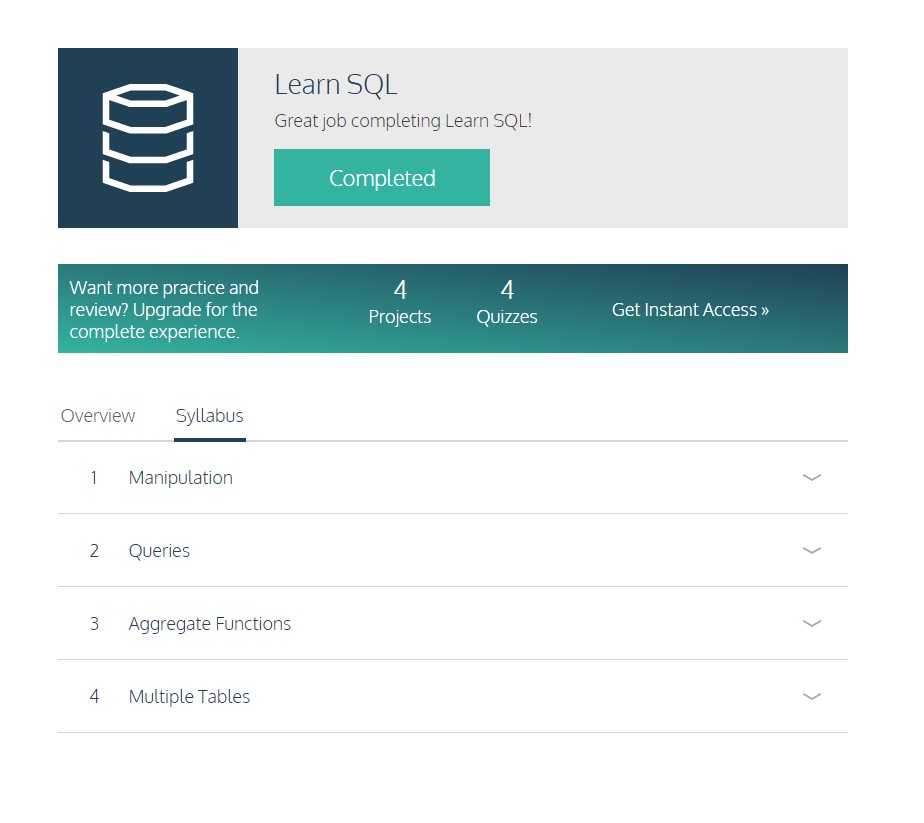 Learn SQL
Great job completing Learn SQL!
Completed
Want more practice and
review? Upgrade for the
complete experience.
4
Projects
4
Quizzes
Get Instant Access »
Overview
Syllabus
1 Manipulation
2 Queries
3 Aggregate Functions
4 Multiple Tables